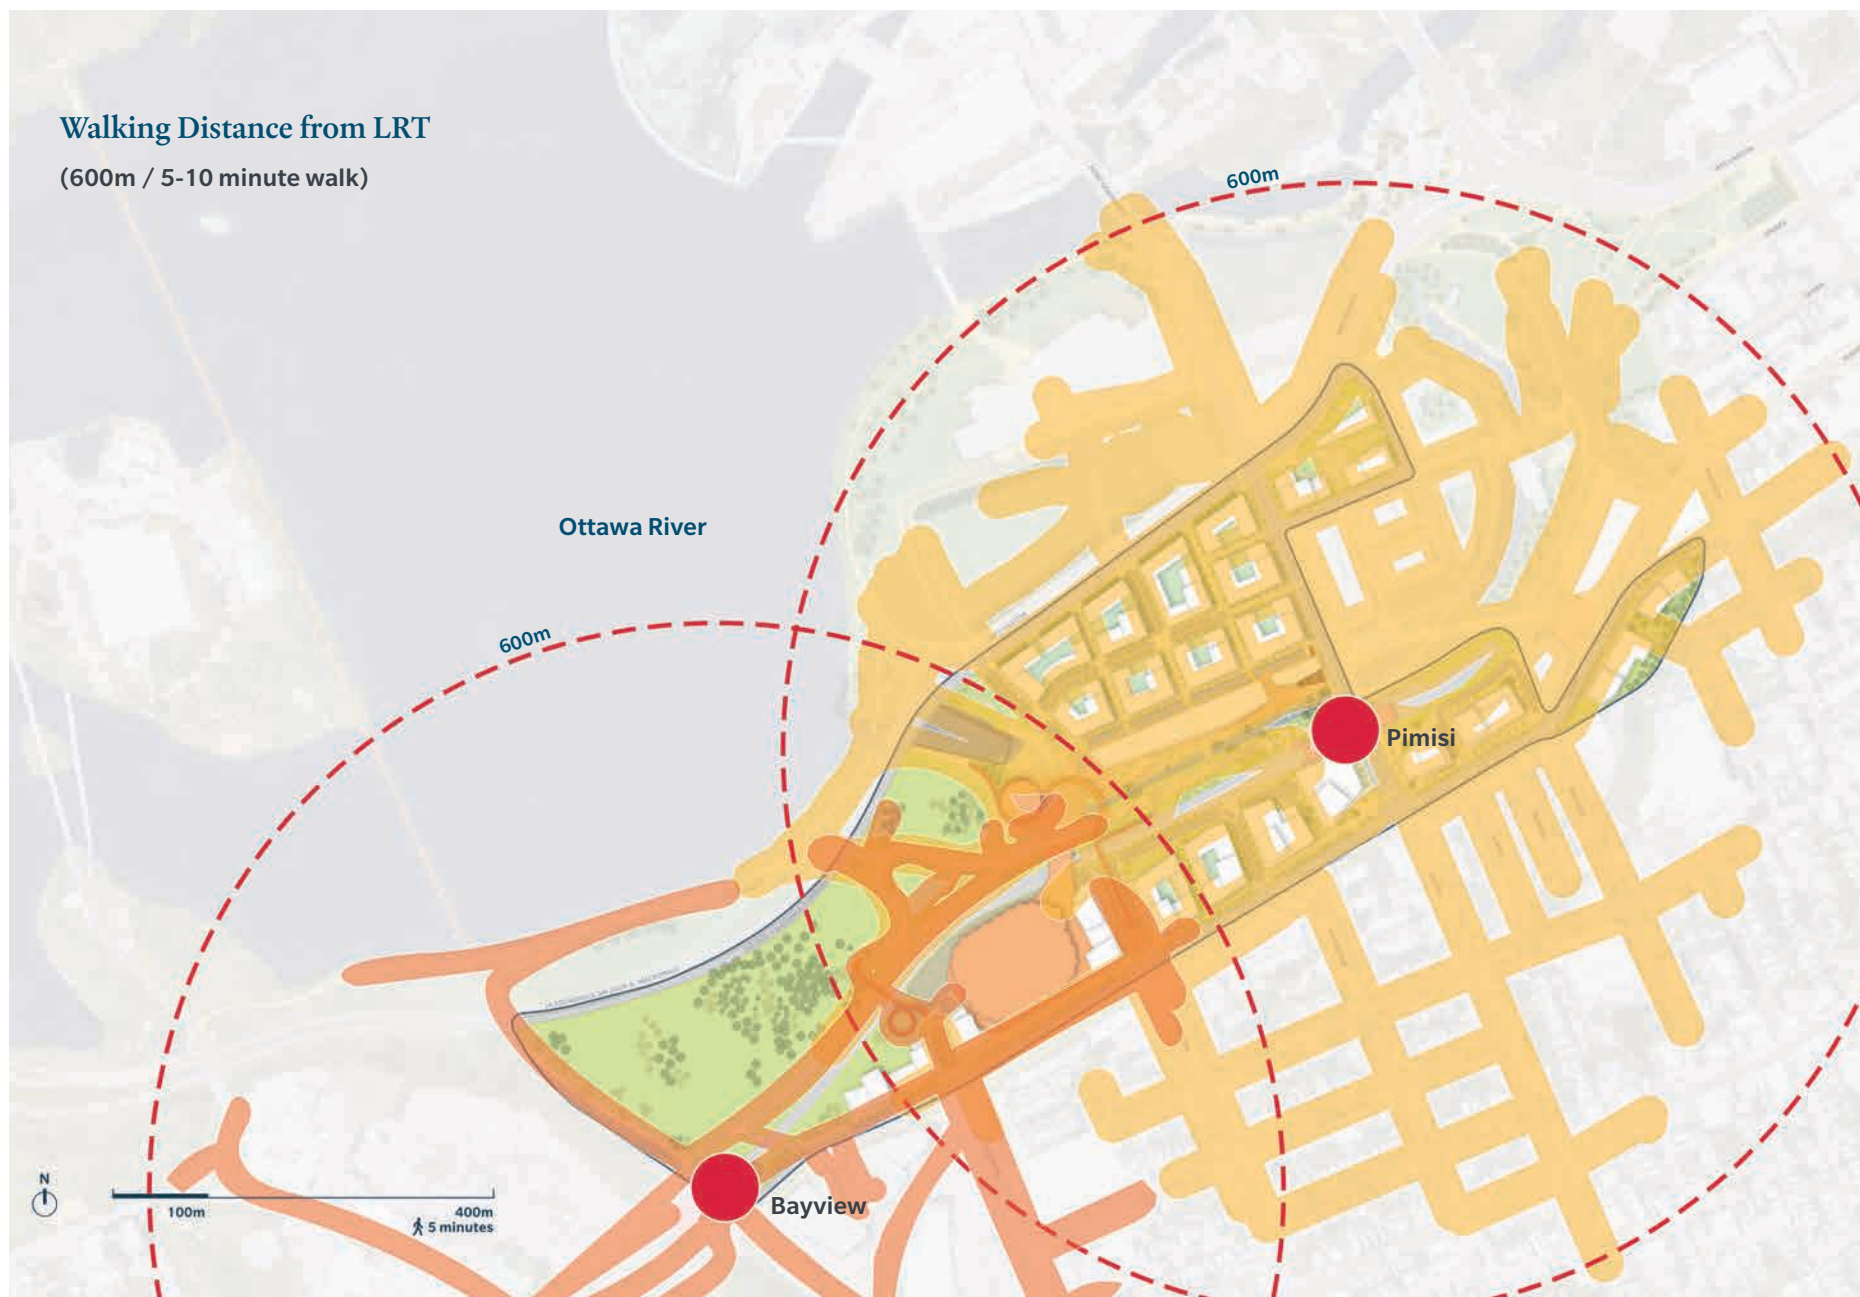 Walking Distance from LRT
(600m / 5-10 minute walk)
600m
Ottawa River
600m
Pimisi
Bayview
N
100m
400m
5 minutes